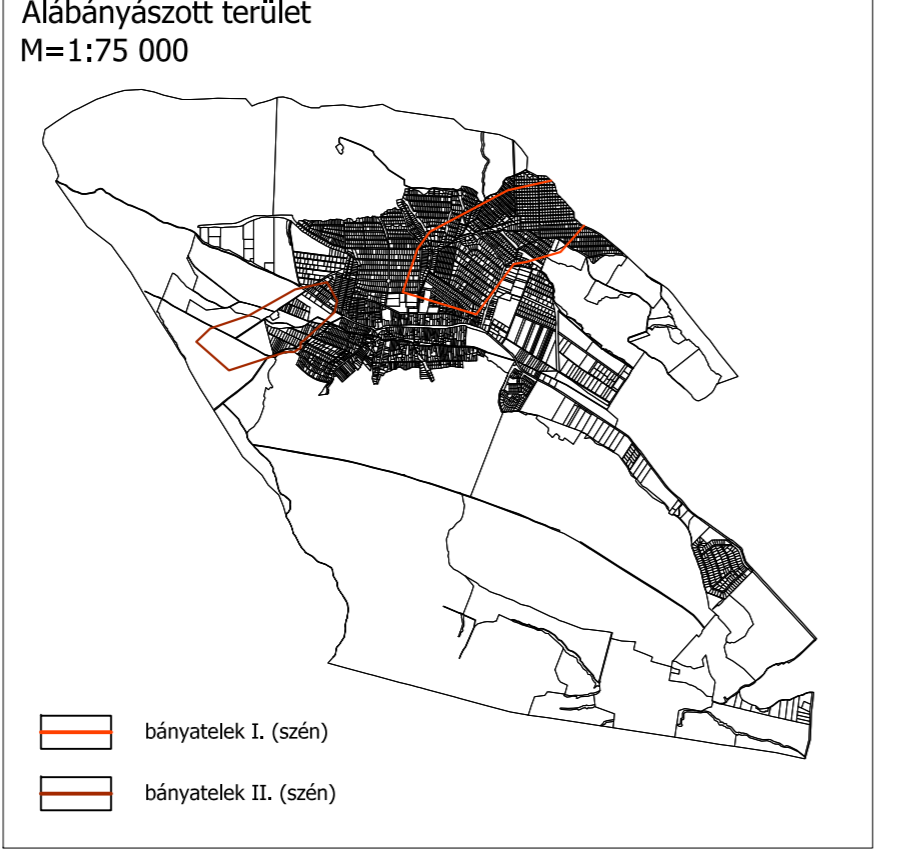 Alábányászott terület
M=1:75 000
bányatelek I. (szén)
bányatelek II. (szén)